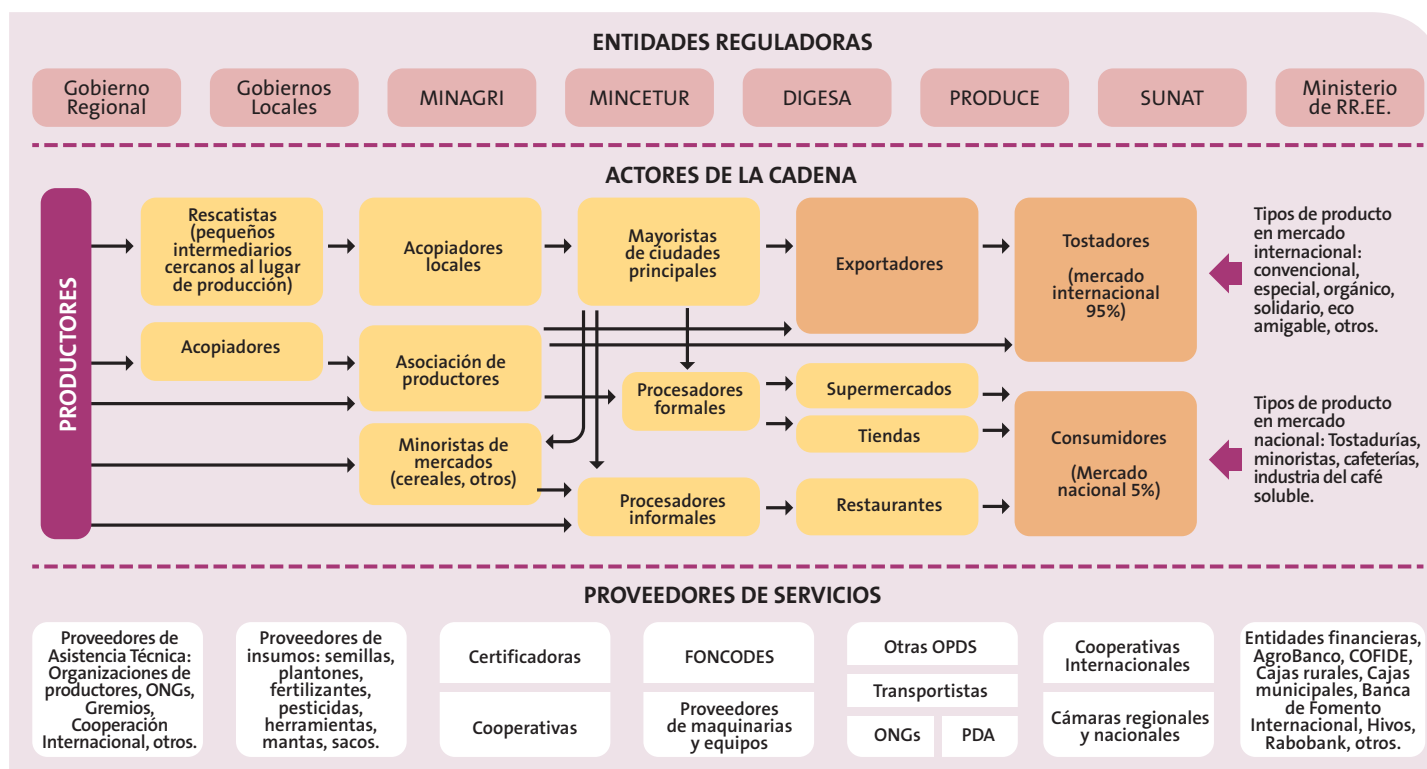 ENTIDADES REGULADORAS
Gobierno
Regional
Gobiernos
Locales
MINAGRI
MINCETUR
DIGESA
PRODUCE
SUNAT
Ministerio
de RR.EE.
ACTORES DE LA CADENA
PRODUCTORES
Rescatistas
(pequeños
intermediarios
cercanos al lugar
de producción)
Acopiadores
locales
Mayoristas
de ciudades
principales
Exportadores
Tostadores
(mercado
internacional
95%)
Tipos de producto
en mercado
internacional:
convencional,
especial, orgánico,
solidario, eco
amigable, otros.
Acopiadores
Asociación de
productores
Procesadores
formales
Supermercados
Tiendas
Minoristas de
mercados
(cereales, otros)
Procesadores
informales
Restaurantes
Consumidores
(Mercado
nacional 5%)
Tipos de producto
en mercado
nacional: Tostadurías,
minoristas, cafeterías,
industria del café
soluble.
PROVEEDORES DE SERVICIOS
Proveedores de
Asistencia Técnica:
Organizaciones de
productores, ONGs,
Gremios,
Cooperación
Internacional, otros.
Proveedores de
insumos: semillas,
plantones,
fertilizantes,
pesticidas,
herramientas,
mantas, sacos.
Certificadoras
Cooperativas
FONCODES
Proveedores
de maquinarias
y equipos
Otras OPDS
Transportistas
ONGs
PDA
Cooperativas
Internacionales
Cámaras regionales
y nacionales
Entidades financieras,
AgroBanco, COFIDE,
Cajas rurales, Cajas
municipales, Banca
de Fomento
Internacional, Hivos,
Rabobank, otros.